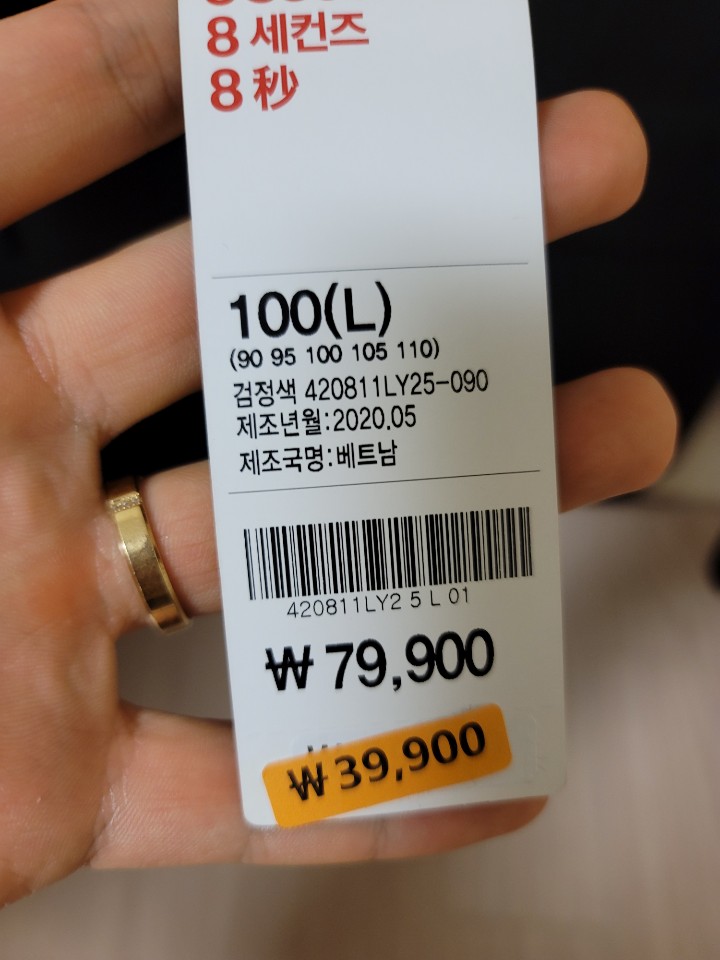 8 세컨즈
8 秒
100(L)
(90 95 100 105 110)
검정색 420811LY25-090
제조년월:2020.05
제조국명:베트남
420811LY2 5 L 01
₩79,900
₩39,900